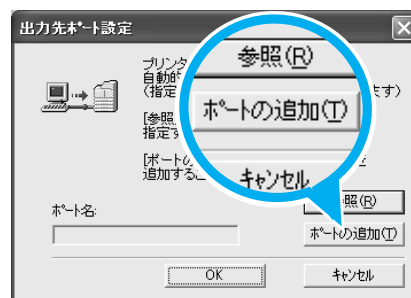 出力先ポート設定
プリンタ
自動的
(指定
ます)
[参照
指定す
[ポートの
追加するこ
参照(R)
ポートの追加(T)
キャンセル
照(R)
ポート名:
ポートの追加(T)
OK
キャンセル